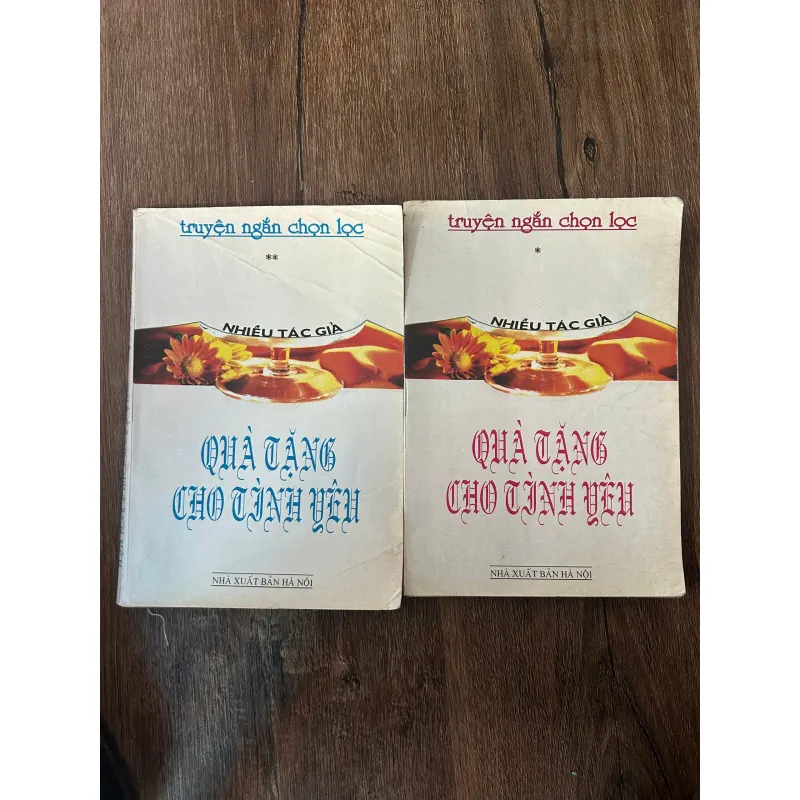 truyện ngắn chọn lọc
**
NHIỀU TÁC GIẢ
QUÀ TẶNG
CHO TÌNH YÊU
NHÀ XUẤT BẢN HÀ NỘI
truyện ngắn chọn lọc
*
NHIỀU TÁC GIẢ
QUÀ TẶNG
CHO TÌNH YÊU
NHÀ XUẤT BẢN HÀ NỘI